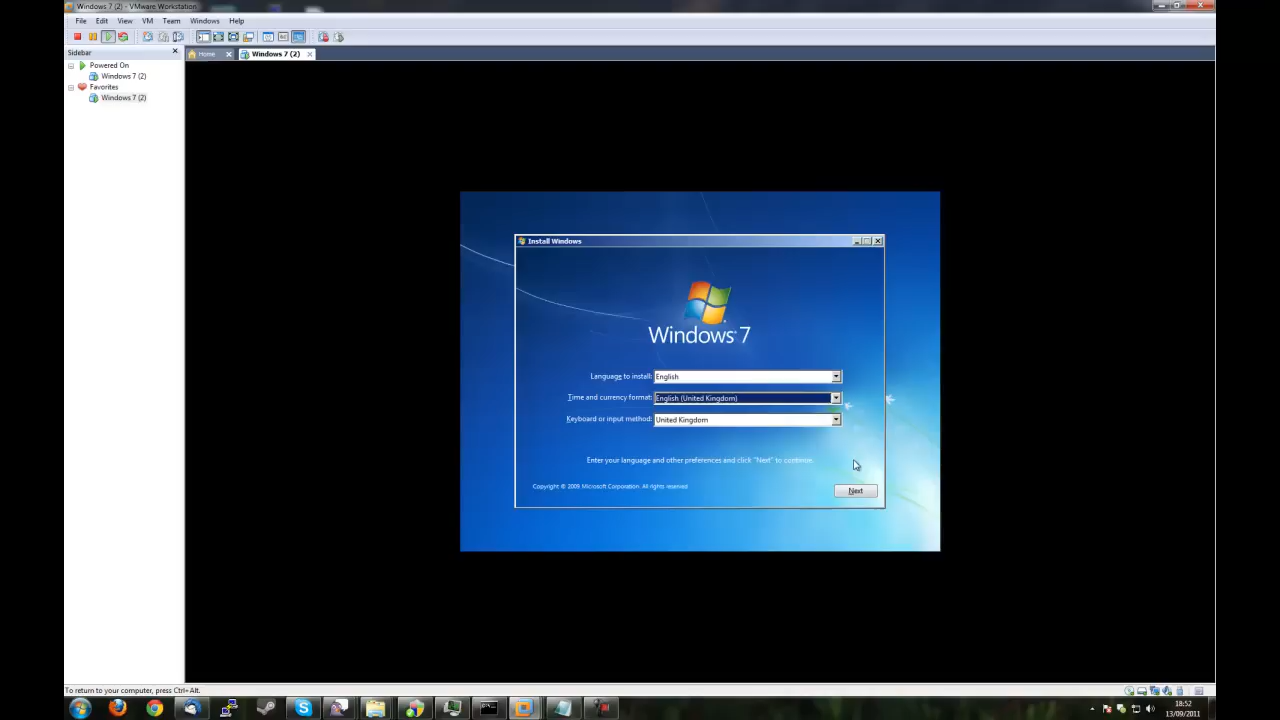 Windows 7 (2) - VMware Workstation
File Edit View VM Team Windows Help
Sidebar
Home
Windows 7 (2)
Powered On
Windows 7 (2)
Favorites
Windows 7 (2)
Install Windows
Windows 7
Language to install: English
Time and currency format: English (United Kingdom)
Keyboard or input method: United Kingdom
Enter your language and other preferences and click "Next" to continue.
Copyright © 2009 Microsoft Corporation. All rights reserved
Next
To return to your computer, press Ctrl+Alt.
18:52
13/09/2011